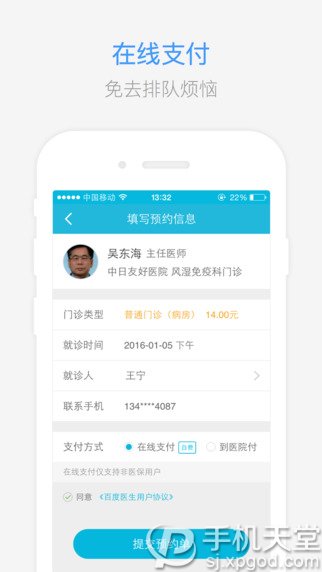 在线支付
免去排队烦恼
中国移动 13:32 22%
填写预约信息
吴东海 主任医师
中日友好医院 风湿免疫科门诊
门诊类型 普通门诊（病房） 14.00元
就诊时间 2016-01-05 下午
就诊人 王宁
联系手机 134****4087
支付方式 在线支付 自费 到医院付
在线支付仅支持非医保用户
同意 《百度医生用户协议》
提交预约单
手机天堂
sj.xpgod.com